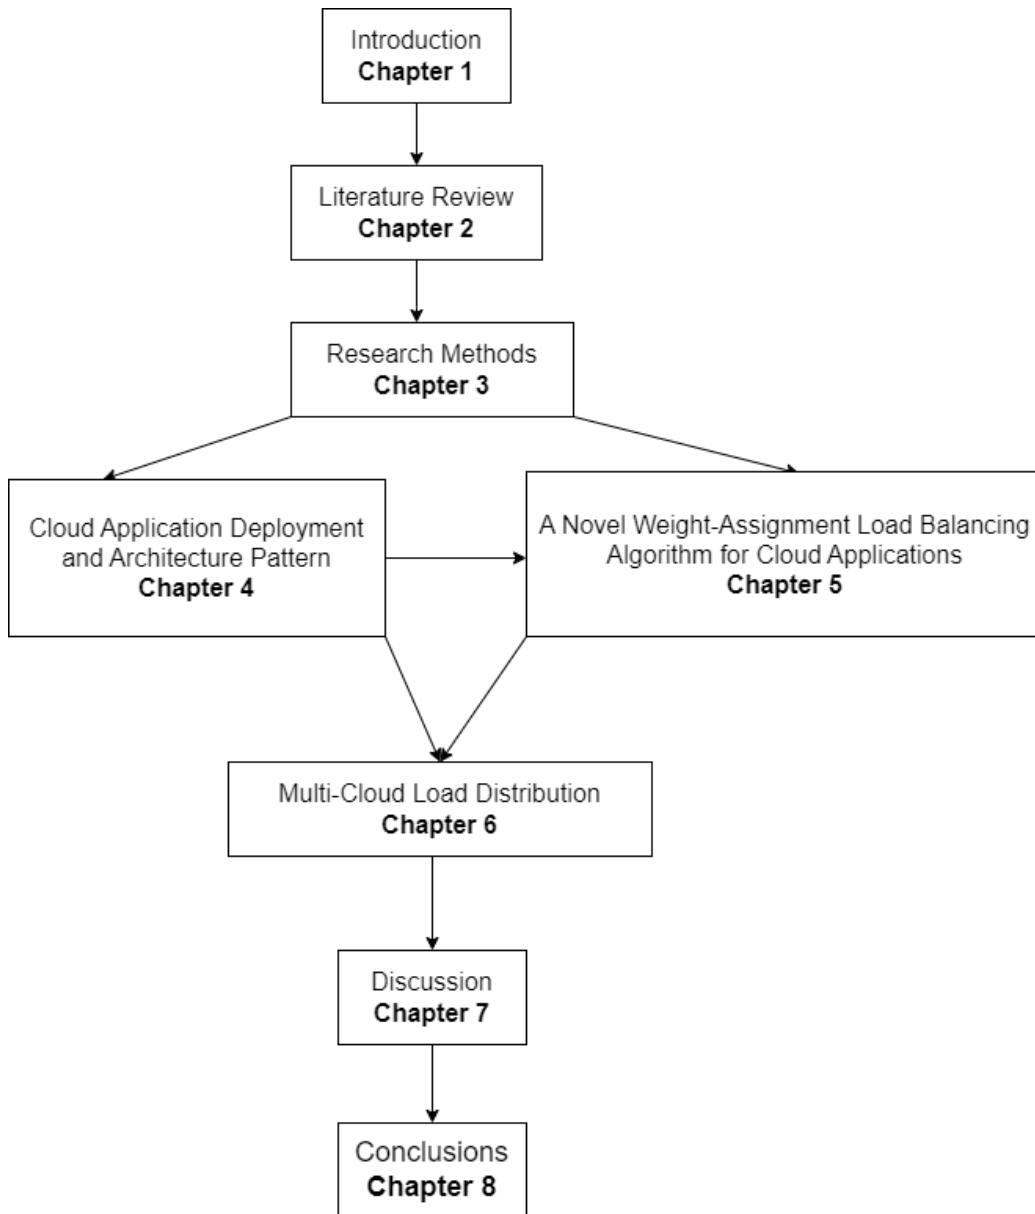 Introduction
Chapter 1
Literature Review
Chapter 2
Research Methods
Chapter 3
Cloud Application Deployment
and Architecture Pattern
Chapter 4
A Novel Weight-Assignment Load Balancing
Algorithm for Cloud Applications
Chapter 5
Multi-Cloud Load Distribution
Chapter 6
Discussion
Chapter 7
Conclusions
Chapter 8